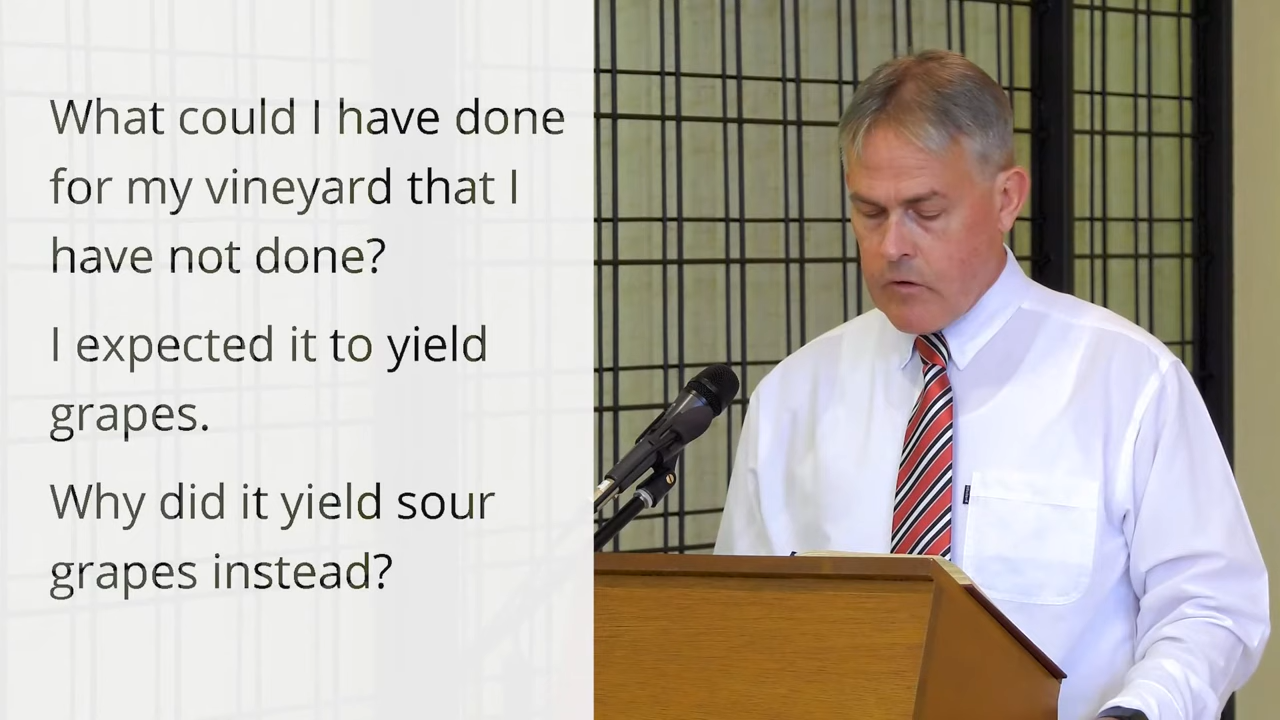 What could I have done
for my vineyard that I
have not done?
I expected it to yield
grapes.
Why did it yield sour
grapes instead?